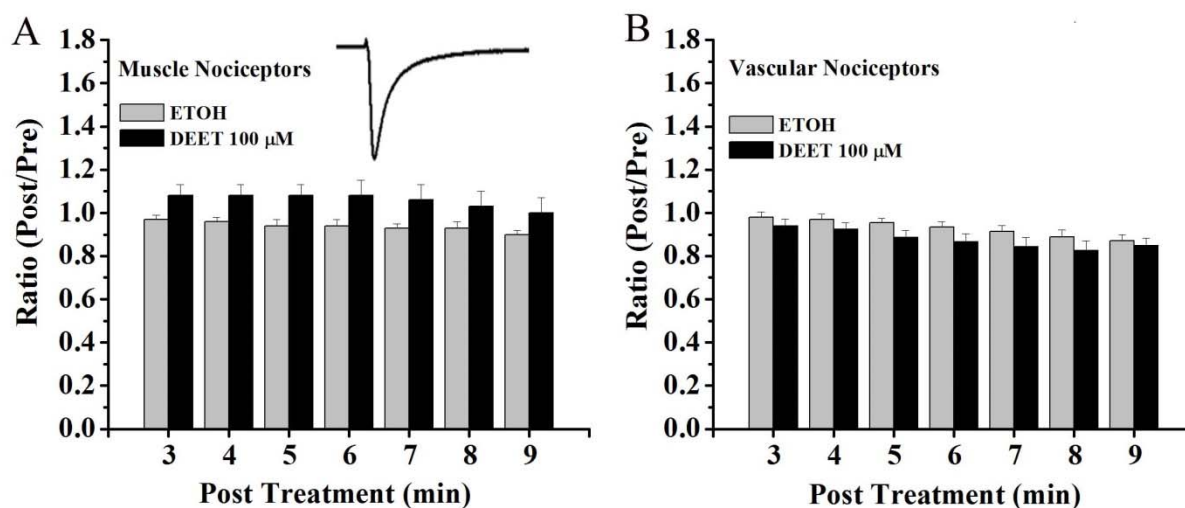 A
Ratio (Post/Pre)
1.8
1.6
1.4
1.2
1.0
0.8
0.6
0.4
0.2
0.0
Muscle Nociceptors
ETOH
DEET 100 μM
3 4 5 6 7 8 9
Post Treatment (min)
B
Ratio (Post/Pre)
1.8
1.6
1.4
1.2
1.0
0.8
0.6
0.4
0.2
0.0
Vascular Nociceptors
ETOH
DEET 100 μM
3 4 5 6 7 8 9
Post Treatment (min)